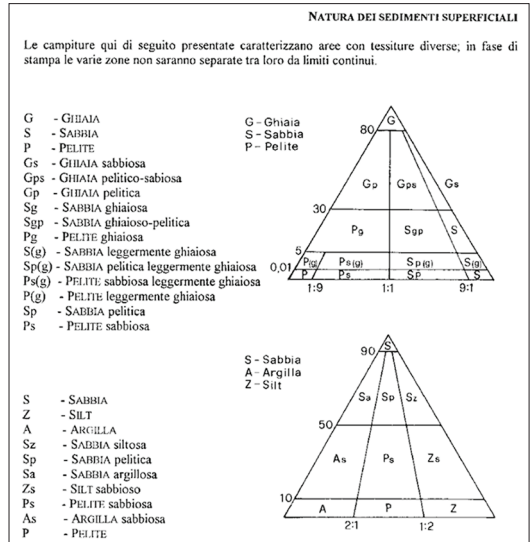 NATURA DEI SEDIMENTI SUPERFICIALI
Le campiture qui di seguito presentate caratterizzano aree con tessiture diverse; in fase di
stampa le varie zone non saranno separate tra loro da limiti continui.
G - GHIAIA
S - SABBIA
P - PELITE
Gs - GHIAIA sabbiosa
Gps - GHIAIA pelitico-sabiosa
Gp - GHIAIA pelitica
Sg - SABBIA ghiaiosa
Sgp - SABBIA ghiaioso-pelitica
Pg - PELITE ghiaiosa
S(g) - SABBIA leggermente ghiaiosa
Sp(g) - SABBIA pelitica leggermente ghiaiosa
Ps(g) - PELITE sabbiosa leggermente ghiaiosa
P(g) - PELITE leggermente ghiaiosa
Sp - SABBIA pelitica
Ps - PELITE sabbiosa
G - Ghiaia
S - Sabbia
P - Pelite
G
80
Gp Gps Gs
30
Pg Sgp S
5
P(g) Ps(g) Sp(g) S(g)
0,01
P Ps Sp S
1:9 1:1 9:1
S - SABBIA
Z - SILT
A - ARGILLA
Sz - SABBIA siltosa
Sp - SABBIA pelitica
Sa - SABBIA argillosa
Zs - SILT sabbioso
Ps - PELITE sabbiosa
As - ARGILLA sabbiosa
P - PELITE
S - Sabbia
A - Argilla
Z - Silt
S
90
Sa Sp Sz
50
As Ps Zs
10
A P Z
2:1 1:2